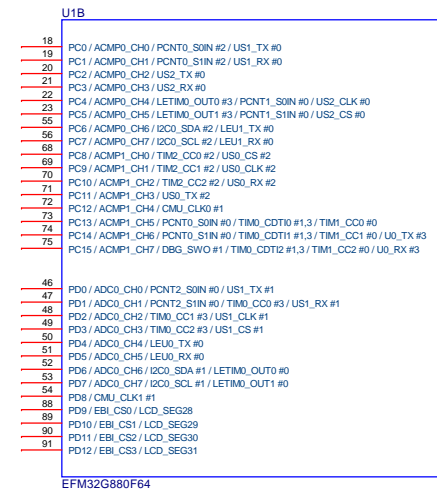 U1B
18 PC0 / ACMP0_CH0 / PCNT0_S0IN #2 / US1_TX #0
19 PC1 / ACMP0_CH1 / PCNT0_S1IN #2 / US1_RX #0
20 PC2 / ACMP0_CH2 / US2_TX #0
21 PC3 / ACMP0_CH3 / US2_RX #0
22 PC4 / ACMP0_CH4 / LETIM0_OUT0 #3 / PCNT1_S0IN #0 / US2_CLK #0
23 PC5 / ACMP0_CH5 / LETIM0_OUT1 #3 / PCNT1_S1IN #0 / US2_CS #0
55 PC6 / ACMP0_CH6 / I2C0_SDA #2 / LEU1_TX #0
56 PC7 / ACMP0_CH7 / I2C0_SCL #2 / LEU1_RX #0
68 PC8 / ACMP1_CH0 / TIM2_CC0 #2 / US0_CS #2
69 PC9 / ACMP1_CH1 / TIM2_CC1 #2 / US0_CLK #2
70 PC10 / ACMP1_CH2 / TIM2_CC2 #2 / US0_RX #2
71 PC11 / ACMP1_CH3 / US0_TX #2
72 PC12 / ACMP1_CH4 / CMU_CLK0 #1
73 PC13 / ACMP1_CH5 / PCNT0_S0IN #0 / TIM0_CDTI0 #1,3 / TIM1_CC0 #0
74 PC14 / ACMP1_CH6 / PCNT0_S1IN #0 / TIM0_CDTI1 #1,3 / TIM1_CC1 #0 / U0_TX #3
75 PC15 / ACMP1_CH7 / DBG_SWO #1 / TIM0_CDTI2 #1,3 / TIM1_CC2 #0 / U0_RX #3
46 PD0 / ADC0_CH0 / PCNT2_S0IN #0 / US1_TX #1
47 PD1 / ADC0_CH1 / PCNT2_S1IN #0 / TIM0_CC0 #3 / US1_RX #1
48 PD2 / ADC0_CH2 / TIM0_CC1 #3 / US1_CLK #1
49 PD3 / ADC0_CH3 / TIM0_CC2 #3 / US1_CS #1
50 PD4 / ADC0_CH4 / LEU0_TX #0
51 PD5 / ADC0_CH5 / LEU0_RX #0
52 PD6 / ADC0_CH6 / I2C0_SDA #1 / LETIM0_OUT0 #0
53 PD7 / ADC0_CH7 / I2C0_SCL #1 / LETIM0_OUT1 #0
54 PD8 / CMU_CLK1 #1
88 PD9 / EBI_CS0 / LCD_SEG28
89 PD10 / EBI_CS1 / LCD_SEG29
90 PD11 / EBI_CS2 / LCD_SEG30
91 PD12 / EBI_CS3 / LCD_SEG31
EFM32G880F64